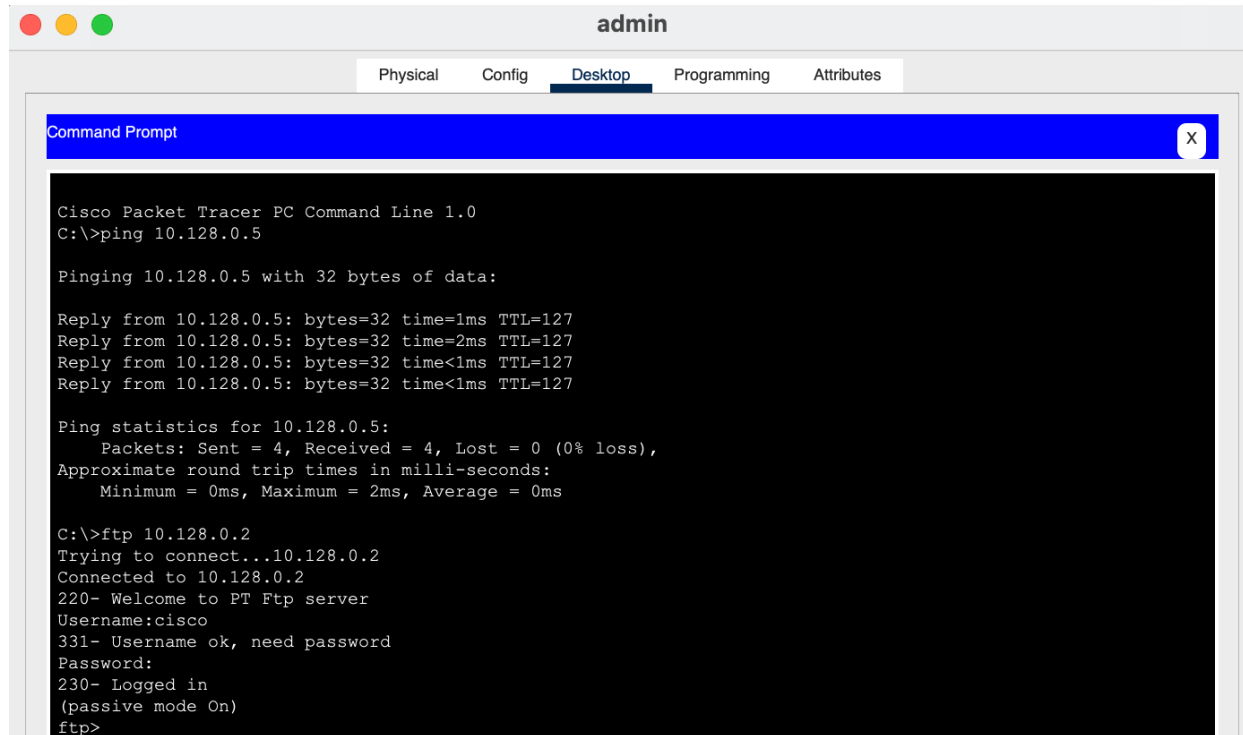 admin
Physical Config Desktop Programming Attributes
Command Prompt X
Cisco Packet Tracer PC Command Line 1.0
C:\>ping 10.128.0.5
Pinging 10.128.0.5 with 32 bytes of data:
Reply from 10.128.0.5: bytes=32 time=1ms TTL=127
Reply from 10.128.0.5: bytes=32 time=2ms TTL=127
Reply from 10.128.0.5: bytes=32 time<1ms TTL=127
Reply from 10.128.0.5: bytes=32 time<1ms TTL=127
Ping statistics for 10.128.0.5:
    Packets: Sent = 4, Received = 4, Lost = 0 (0% loss),
Approximate round trip times in milli-seconds:
    Minimum = 0ms, Maximum = 2ms, Average = 0ms
C:\>ftp 10.128.0.2
Trying to connect...10.128.0.2
Connected to 10.128.0.2
220- Welcome to PT Ftp server
Username:cisco
331- Username ok, need password
Password:
230- Logged in
(passive mode On)
ftp>